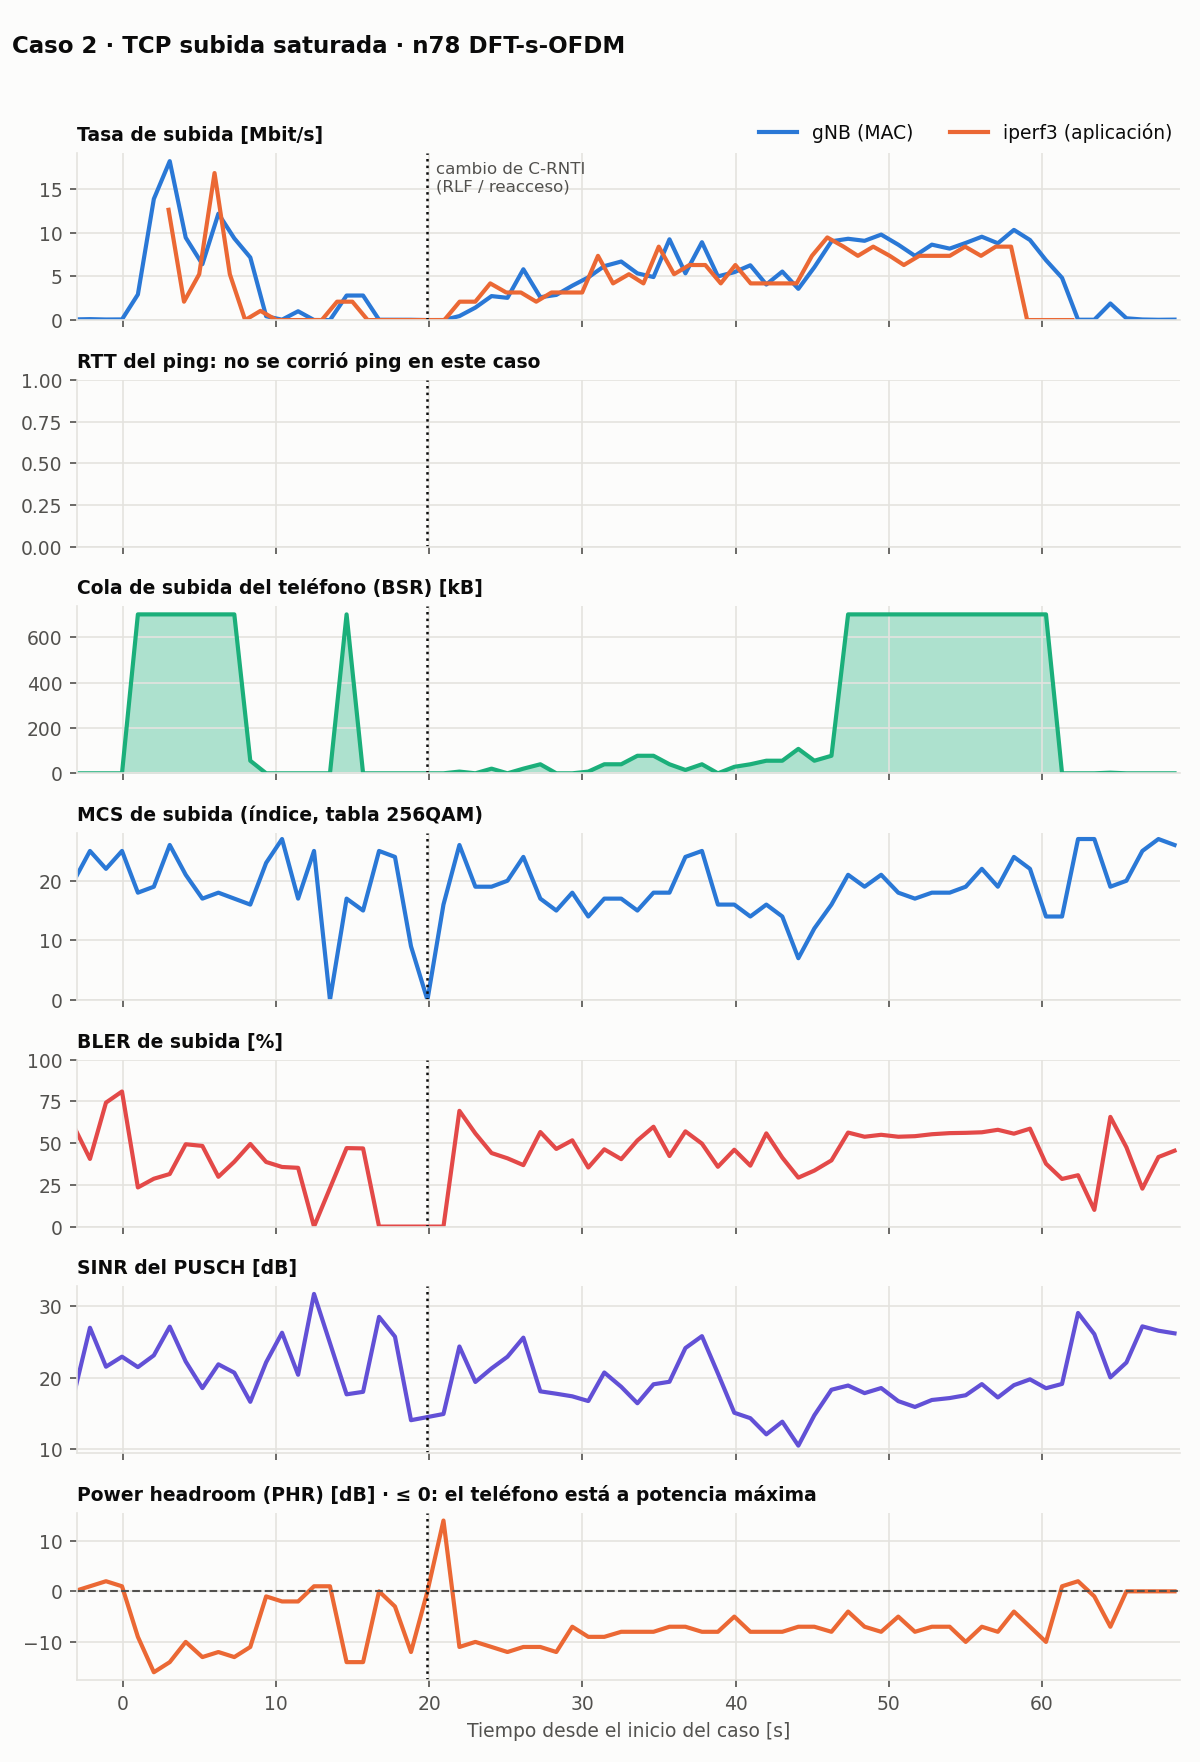 Caso 2 · TCP subida saturada · n78 DFT-s-OFDM
Tasa de subida [Mbit/s]
gNB (MAC)
iperf3 (aplicación)
cambio de C-RNTI
(RLF / reacceso)
15
10
5
0
RTT del ping: no se corrió ping en este caso
1.00
0.75
0.50
0.25
0.00
Cola de subida del teléfono (BSR) [kB]
600
400
200
0
MCS de subida (índice, tabla 256QAM)
20
10
0
BLER de subida [%]
100
75
50
25
0
SINR del PUSCH [dB]
30
20
10
Power headroom (PHR) [dB] · ≤ 0: el teléfono está a potencia máxima
10
0
−10
0
10
20
30
40
50
60
Tiempo desde el inicio del caso [s]